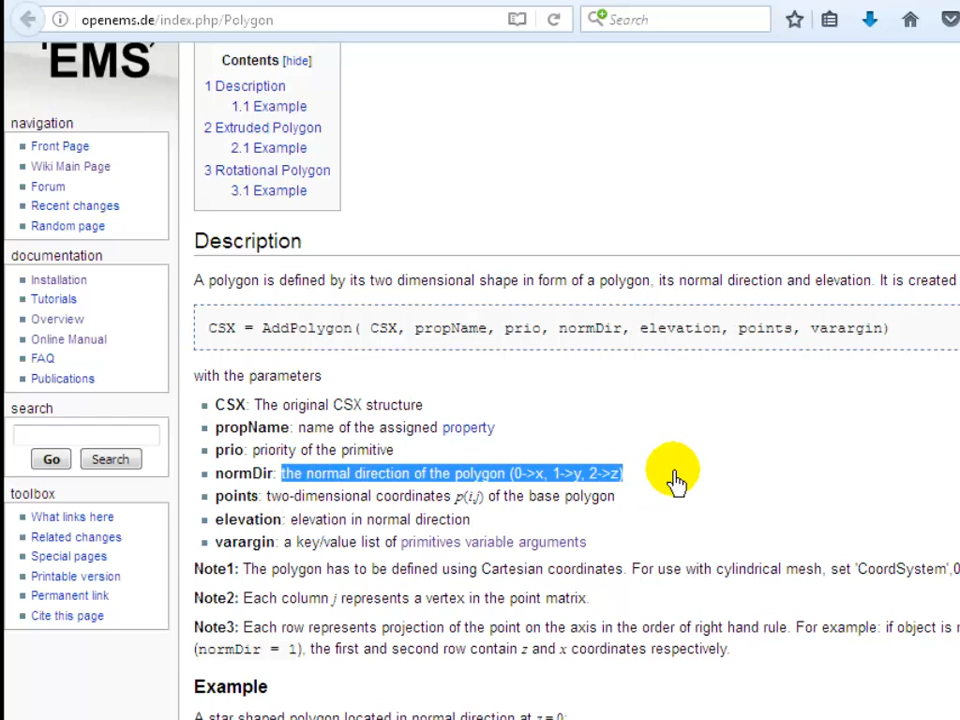 openems.de/index.php/Polygon
Search
'EMS'
navigation
Front Page
Wiki Main Page
Forum
Recent changes
Random page
documentation
Installation
Tutorials
Overview
Online Manual
FAQ
Publications
search
Go Search
toolbox
What links here
Related changes
Special pages
Printable version
Permanent link
Cite this page
Contents [hide]
1 Description
1.1 Example
2 Extruded Polygon
2.1 Example
3 Rotational Polygon
3.1 Example
Description
A polygon is defined by its two dimensional shape in form of a polygon, its normal direction and elevation. It is created
CSX = AddPolygon( CSX, propName, prio, normDir, elevation, points, varargin)
with the parameters
CSX: The original CSX structure
propName: name of the assigned property
prio: priority of the primitive
normDir: the normal direction of the polygon (0->x, 1->y, 2->z)
points: two-dimensional coordinates p(i,j) of the base polygon
elevation: elevation in normal direction
varargin: a key/value list of primitives variable arguments
Note1: The polygon has to be defined using Cartesian coordinates. For use with cylindrical mesh, set 'CoordSystem',0
Note2: Each column j represents a vertex in the point matrix.
Note3: Each row represents projection of the point on the axis in the order of right hand rule. For example: if object is
(normDir = 1), the first and second row contain z and x coordinates respectively.
Example
A star shaped polygon located in normal direction at z = 0: